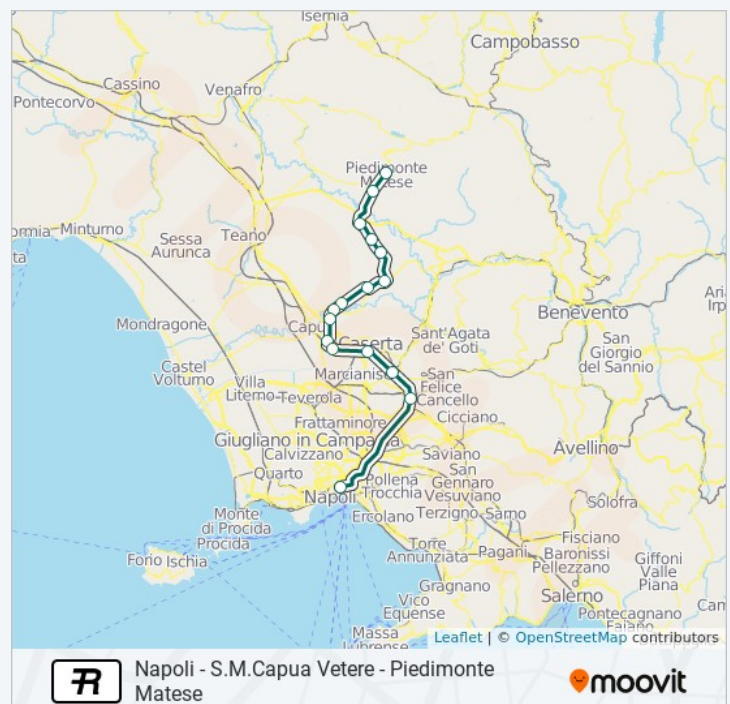 Isernia
Campobasso
Cassino
Venafro
Pontecorvo
Piedimonte
Matese
ormia Minturno
Sessa
Aurunca
Teano
ta
Benevento
Mondragone
Capu
Caserta
Sant'Agata
de' Goti
San
Giorgio
del Sannio
Castel
Volturno
Marcianis
San
Felice
Cancello
Villa
Literno
Teverola
Cicciano
Frattaminore
Giugliano in Campania
Calvizzano
Saviano
Avellino
Quarto
San
Gennaro
Vesuviano
Pollena
Trocchia
Napoli
Monte
di Procida
Procida
Ercolano
Terzigno
Sarno
Solofra
Forio
Ischia
Torre
Annunziata
Pagani
Fisciano
Baronissi
Pellezzano
Giffoni
Valle
Piana
Gragnano
Salerno
Vico
Equense
Pontecagnano
Faiano
Cam
Massa
Lubrense
Leaflet | © OpenStreetMap contributors
R
Napoli - S.M.Capua Vetere - Piedimonte
Matese
moovit